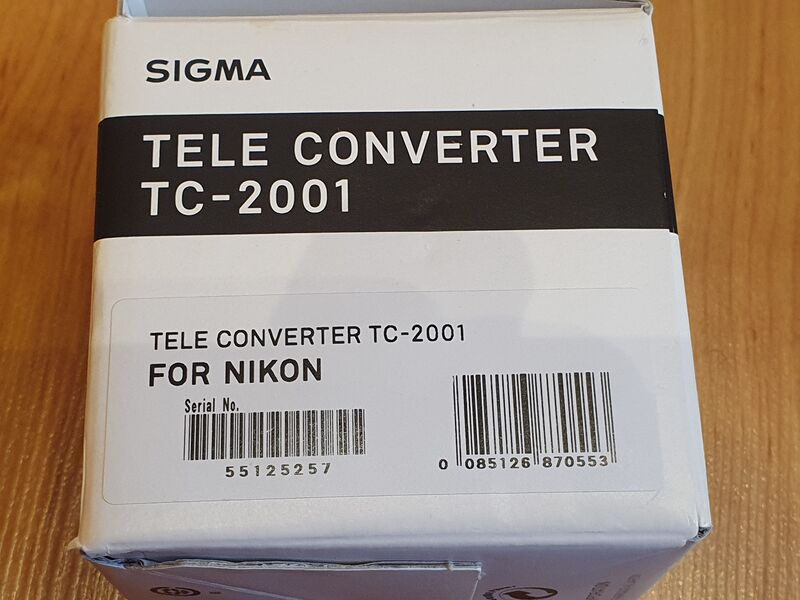 SIGMA
TELE CONVERTER
TC-2001
TELE CONVERTER TC-2001
FOR NIKON
Serial No.
55125257
0 085126 870553